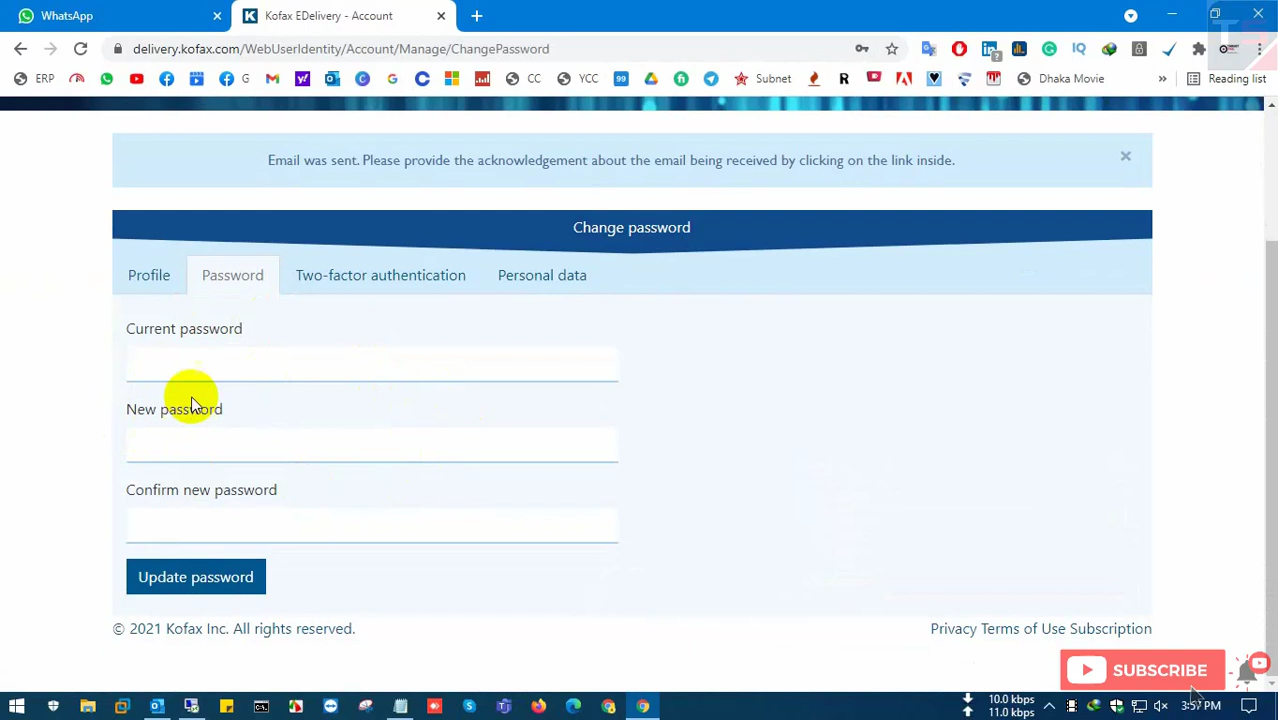 WhatsApp
Kofax EDelivery - Account
delivery.kofax.com/WebUserIdentity/Account/Manage/ChangePassword
ERP
G
CC
YCC
99
Subnet
Dhaka Movie
»
Reading list
Email was sent. Please provide the acknowledgement about the email being received by clicking on the link inside.
Change password
Profile
Password
Two-factor authentication
Personal data
Current password
New password
Confirm new password
Update password
© 2021 Kofax Inc. All rights reserved.
Privacy Terms of Use Subscription
SUBSCRIBE
10.0 kbps
11.0 kbps
3:57 PM